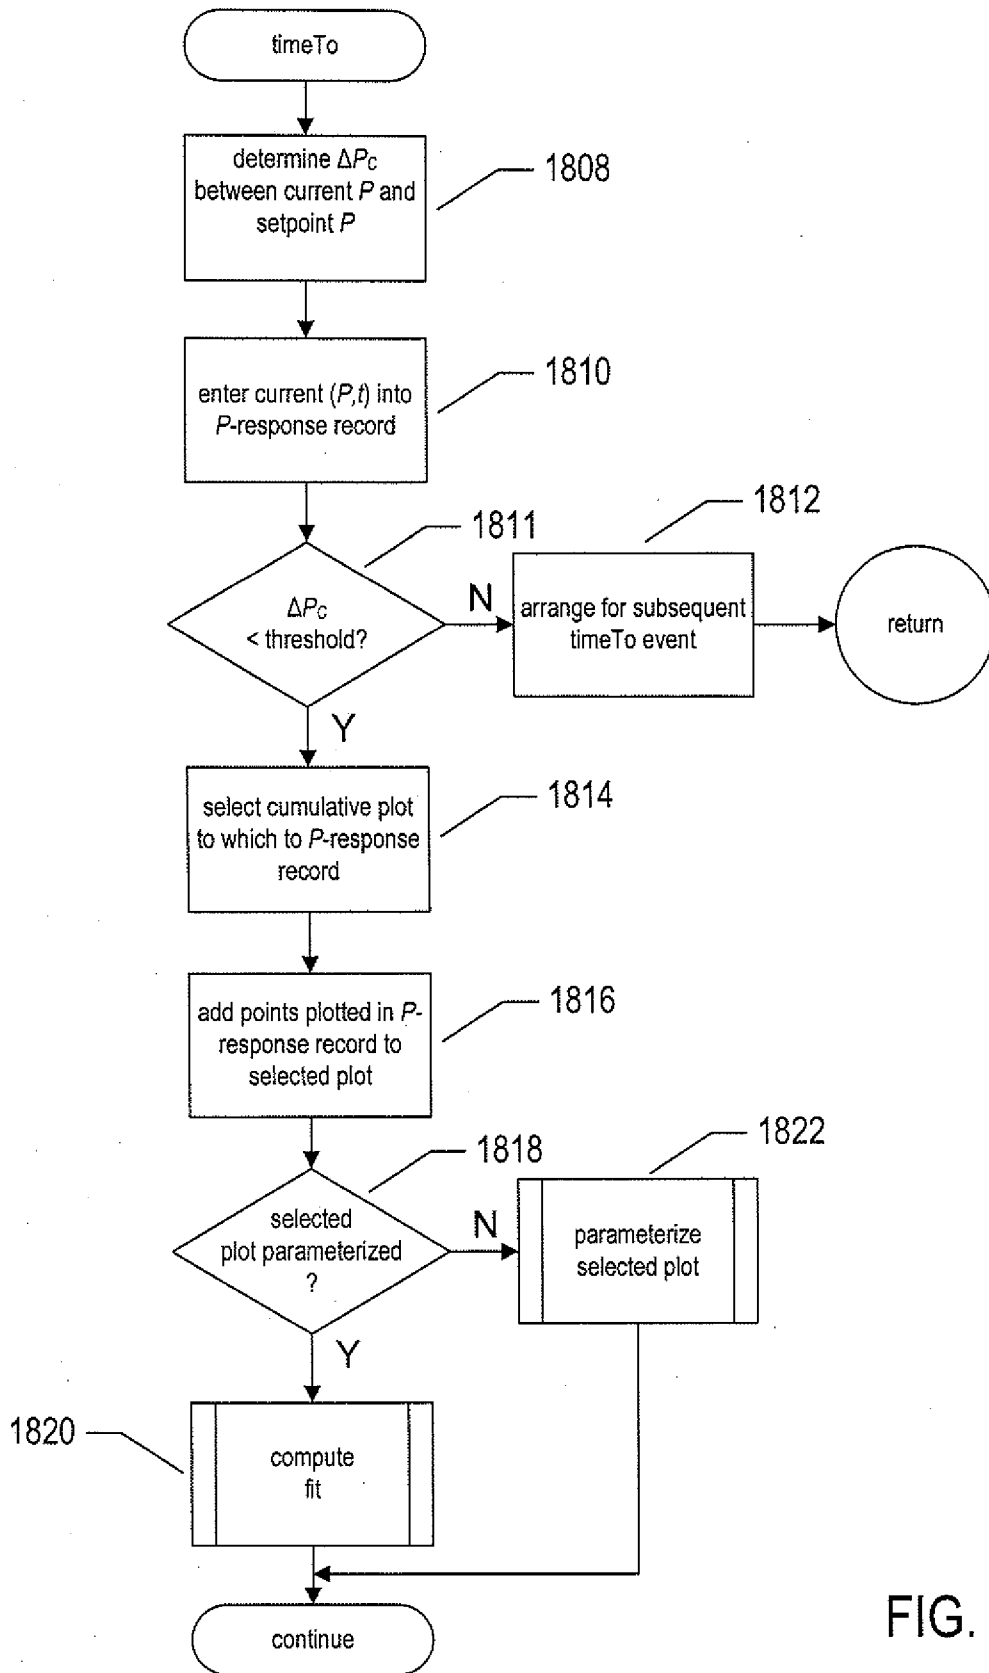 timeTo
determine ΔPC
between current P and
setpoint P
1808
enter current (P,t) into
P-response record
1810
ΔPC
< threshold?
1811
N
arrange for subsequent
timeTo event
1812
return
Y
select cumulative plot
to which to P-response
record
1814
add points plotted in P-
response record to
selected plot
1816
selected
plot parameterized
?
1818
N
parameterize
selected plot
1822
Y
compute
fit
1820
continue
FIG.